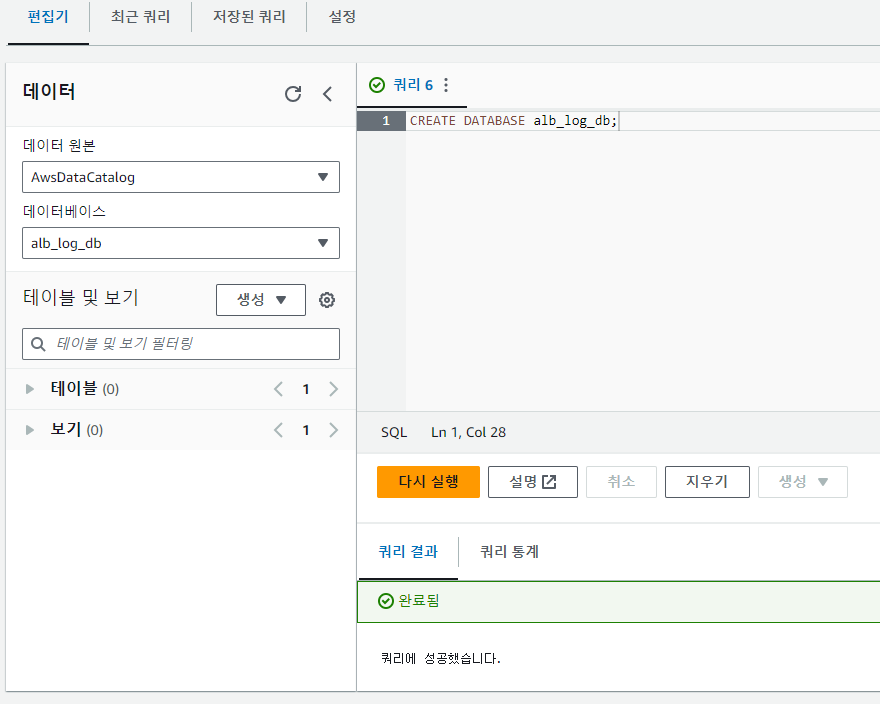 편집기 최근 쿼리 저장된 쿼리 설정
데이터
데이터 원본
AwsDataCatalog
데이터베이스
alb_log_db
테이블 및 보기 생성
테이블 및 보기 필터링
테이블 (0) 1
보기 (0) 1
쿼리 6
1 CREATE DATABASE alb_log_db;
SQL Ln 1, Col 28
다시 실행 설명 취소 지우기 생성
쿼리 결과 쿼리 통계
완료됨
쿼리에 성공했습니다.